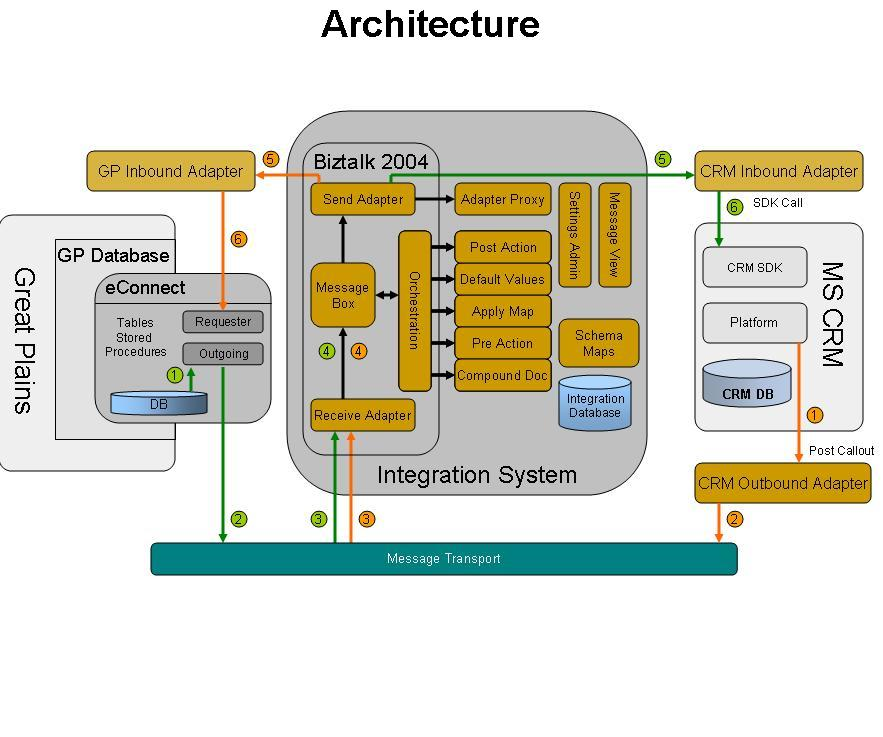 Architecture
Biztalk 2004
5
5
GP Inbound Adapter
CRM Inbound Adapter
Send Adapter
Adapter Proxy
Settings Admin
Message View
6
SDK Call
6
Great Plains
GP Database
eConnect
Post Action
CRM SDK
MS CRM
Message
Box
Orchestration
Default Values
Tables
Stored
Procedures
Requester
Apply Map
Platform
Outgoing
4
4
Pre Action
Schema
Maps
1
Compound Doc
DB
Integration
Database
CRM DB
Receive Adapter
1
Post Callout
Integration System
CRM Outbound Adapter
2
3
3
2
Message Transport